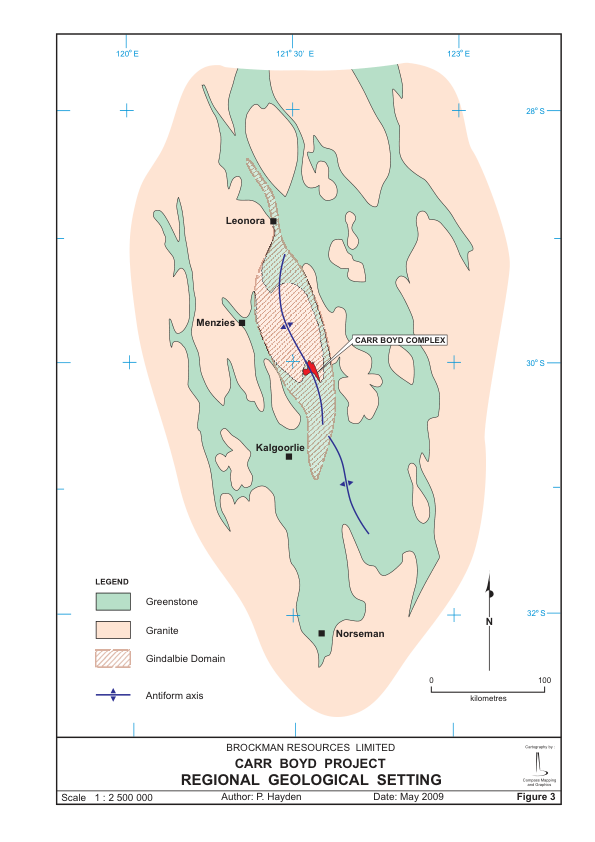 120° E
121° 30' E
123° E
28° S
Leonora
Menzies
CARR BOYD COMPLEX
30° S
Kalgoorlie
LEGEND
Greenstone
Granite
Gindalbie Domain
Antiform axis
32° S
N
Norseman
0 100
kilometres
BROCKMAN RESOURCES LIMITED
CARR BOYD PROJECT
REGIONAL GEOLOGICAL SETTING
Cartography by:-
Compass Mapping
and Graphics
Scale 1 : 2 500 000 Author: P. Hayden Date: May 2009 Figure 3